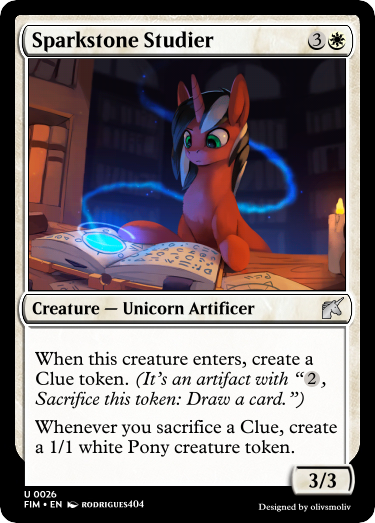 Sparkstone Studier 3
Creature — Unicorn Artificer
When this creature enters, create a
Clue token. (It's an artifact with “2,
Sacrifice this token: Draw a card.”)
Whenever you sacrifice a Clue, create
a 1/1 white Pony creature token.
3/3
U 0026
FIM • EN RODRIGUES404
Designed by olivsmoliv